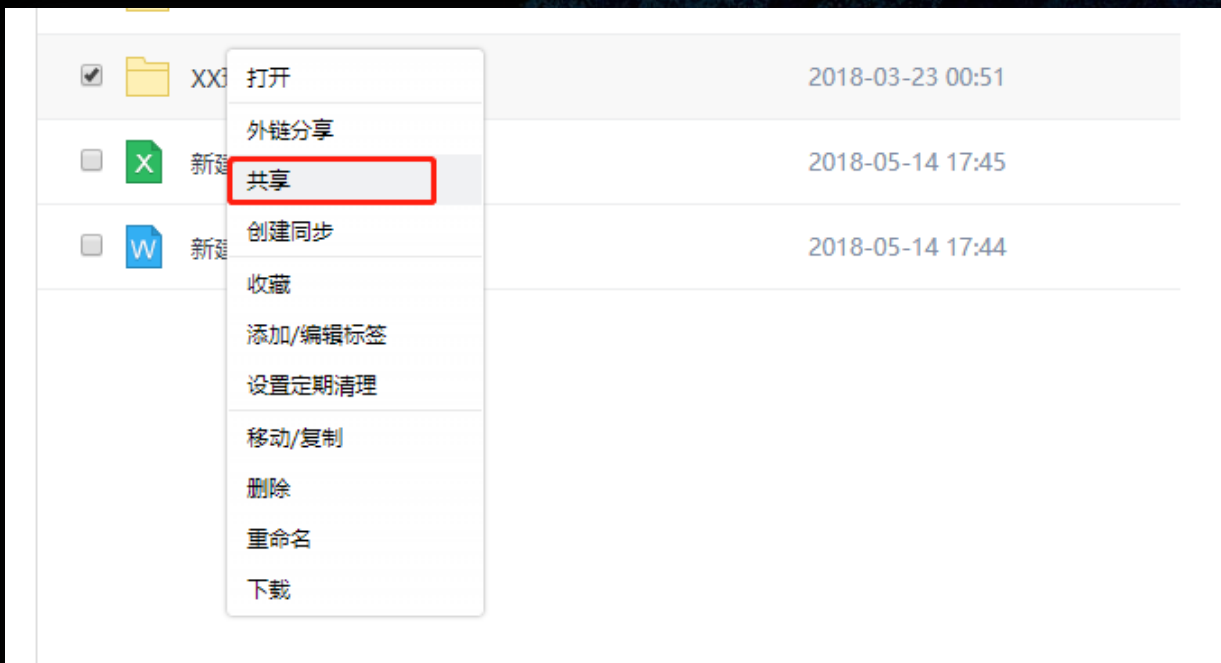 XX
2018-03-23 00:51
打开
外链分享
新建
2018-05-14 17:45
共享
创建同步
新建
2018-05-14 17:44
收藏
添加/编辑标签
设置定期清理
移动/复制
删除
重命名
下载
X
W